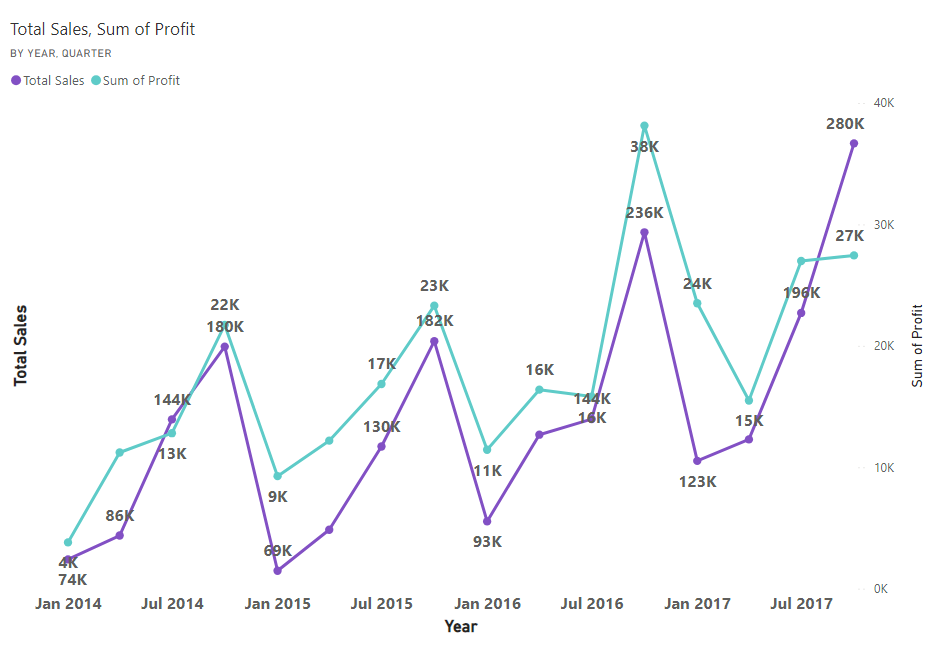 Total Sales, Sum of Profit
BY YEAR, QUARTER
Total Sales Sum of Profit
40K
280K
38K
236K
30K
27K
24K
196K
23K
22K
182K
180K
20K
17K
16K
144K
144K
16K
15K
130K
13K
123K
11K
10K
9K
86K
69K
93K
4K
74K
0K
Total Sales
Sum of Profit
Jan 2014 Jul 2014 Jan 2015 Jul 2015 Jan 2016 Jul 2016 Jan 2017 Jul 2017
Year